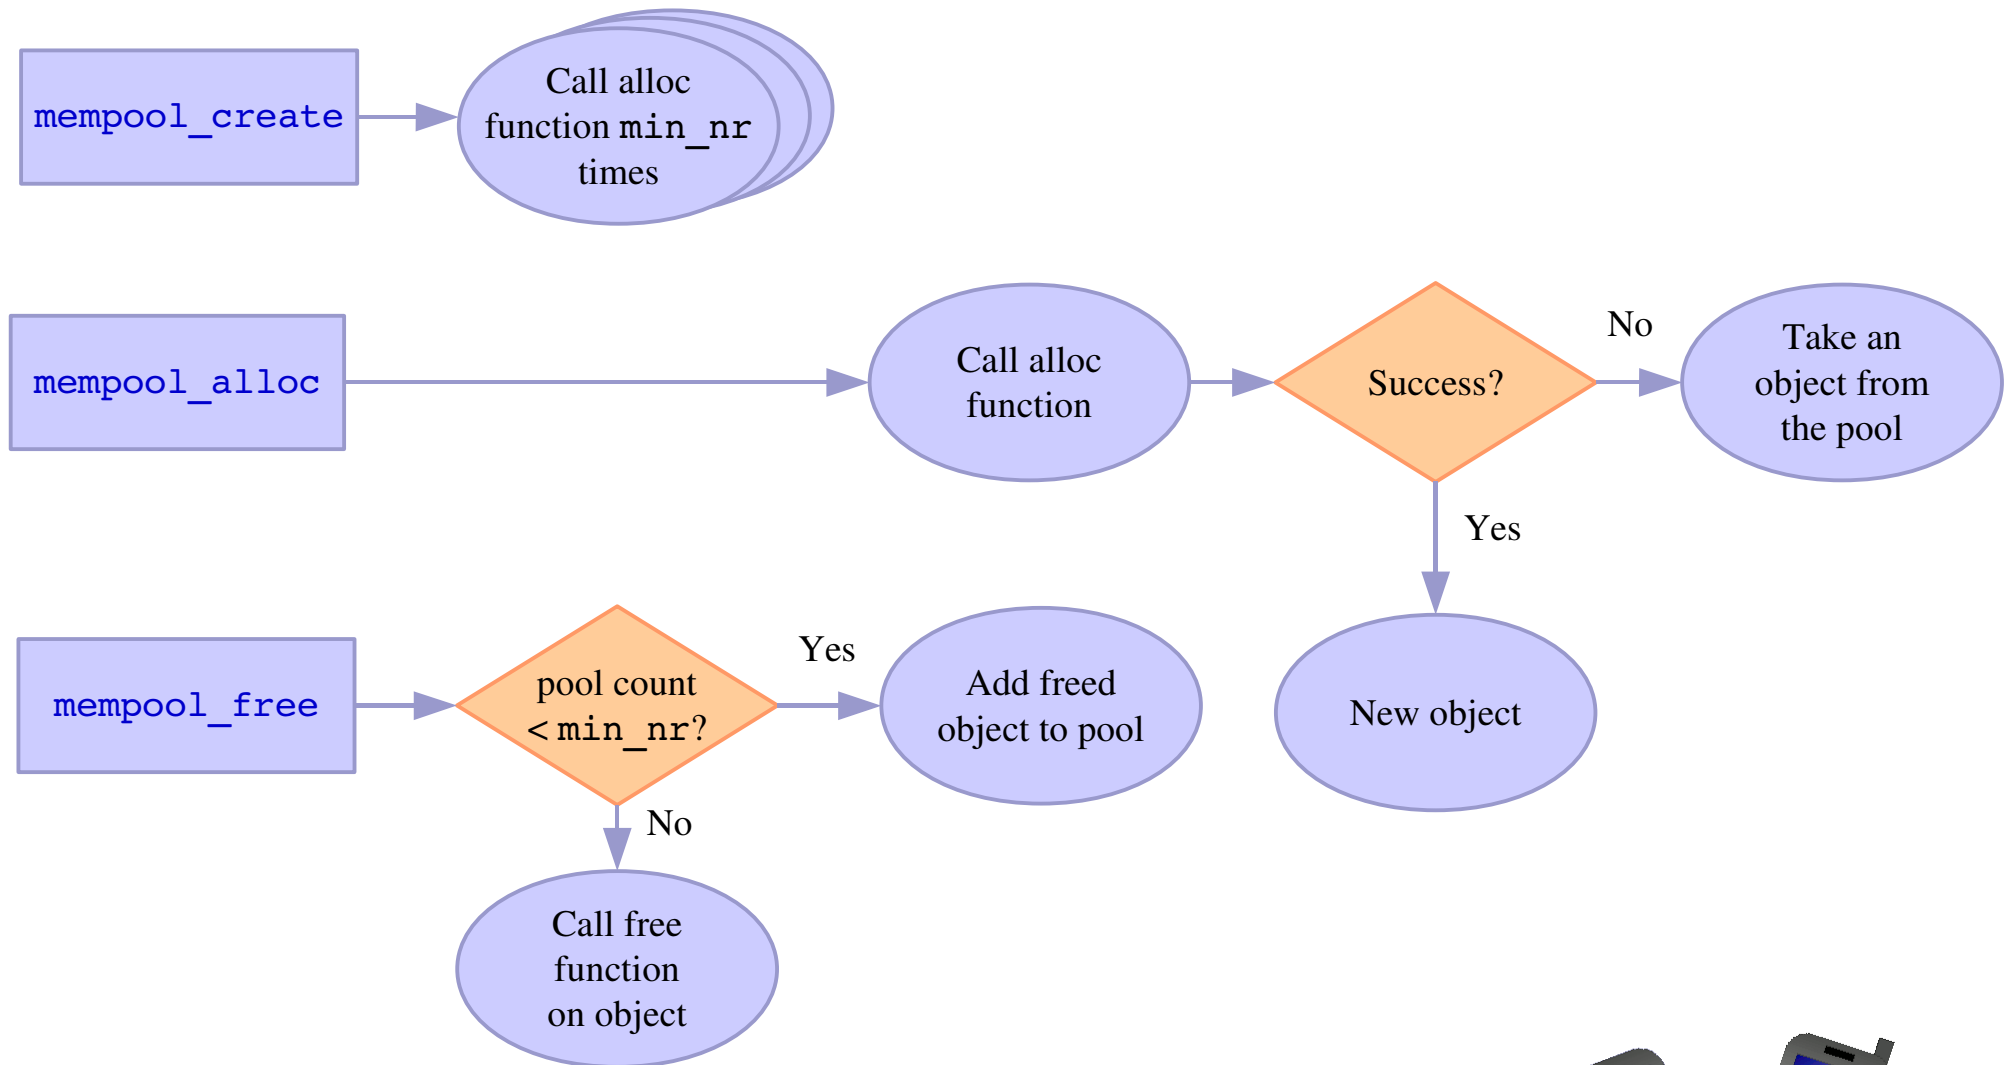 mempool_create
Call alloc
function min_nr
times
mempool_alloc
Call alloc
function
Success?
No
Take an
object from
the pool
Yes
New object
mempool_free
pool count
< min_nr?
Yes
Add freed
object to pool
No
Call free
function
on object